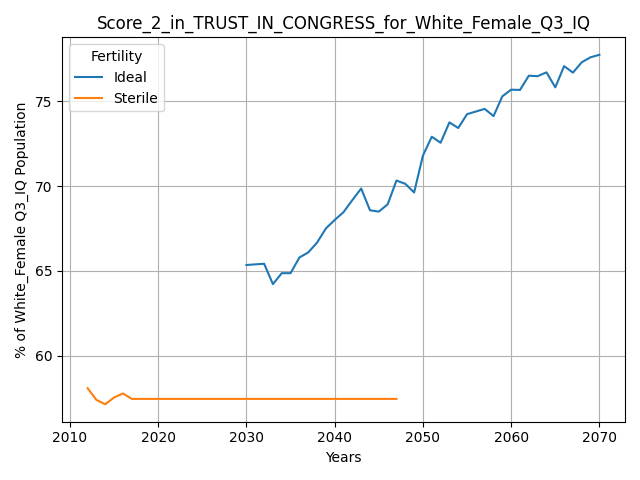 Score_2_in_TRUST_IN_CONGRESS_for_White_Female_Q3_IQ
Fertility
Ideal
Sterile
% of White_Female Q3_IQ Population
75
70
65
60
2010 2020 2030 2040 2050 2060 2070
Years